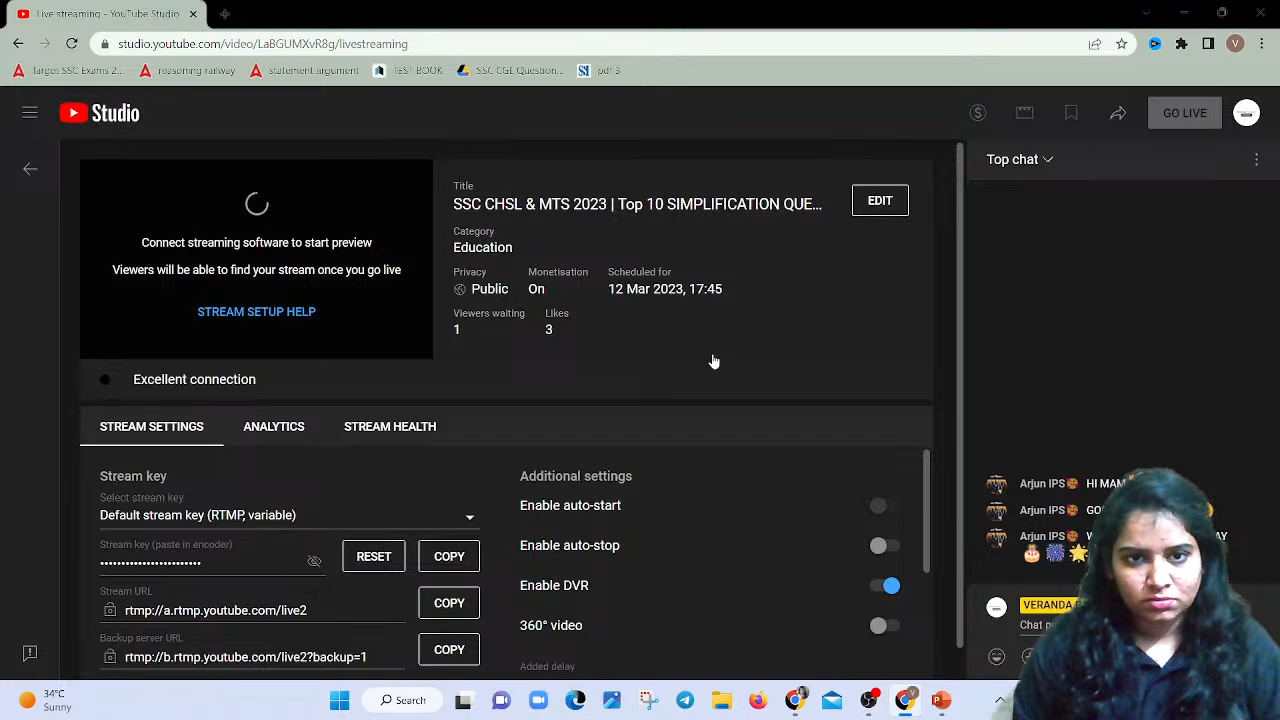 Live streaming - YouTube Studio
studio.youtube.com/video/LaBGUMXvR8g/livestreaming
Target SSC Exams 2... reasoning railway statement argument TEST BOOK SSC CGL Question... pdf 3
Studio
GO LIVE
Connect streaming software to start preview
Viewers will be able to find your stream once you go live
STREAM SETUP HELP
Title
SSC CHSL & MTS 2023 | Top 10 SIMPLIFICATION QUE...
EDIT
Category
Education
Privacy Monetisation Scheduled for
Public On 12 Mar 2023, 17:45
Viewers waiting Likes
1 3
Excellent connection
STREAM SETTINGS ANALYTICS STREAM HEALTH
Stream key
Select stream key
Default stream key (RTMP, variable)
Stream key (paste in encoder)
•••••••••••••••••••••••• RESET COPY
Stream URL
rtmp://a.rtmp.youtube.com/live2 COPY
Backup server URL
rtmp://b.rtmp.youtube.com/live2?backup=1 COPY
Additional settings
Enable auto-start
Enable auto-stop
Enable DVR
360° video
Added delay
Top chat
Arjun IPS HI
Arjun IPS
Arjun IPS
VERANDA
Chat
34°C
Sunny
Search